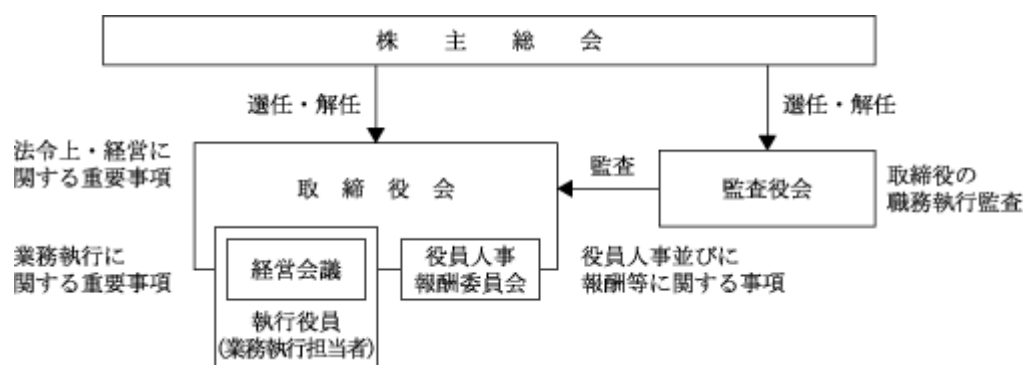 株主総会
選任・解任
選任・解任
法令上・経営に
関する重要事項
取締役会
監査
監査役会
取締役の
職務執行監査
業務執行に
関する重要事項
経営会議
役員人事
報酬委員会
役員人事並びに
報酬等に関する事項
執行役員
(業務執行担当者)